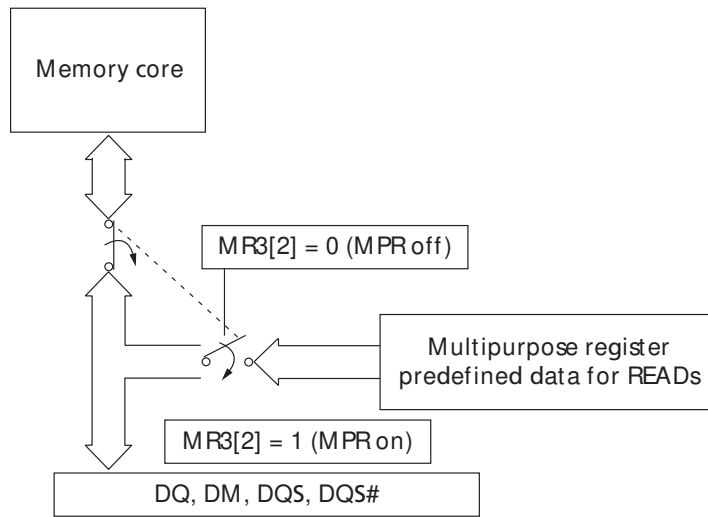 Memory core
MR3[2] = 0 (MPR off)
Multipurpose register
predefined data for READs
MR3[2] = 1 (MPR on)
DQ, DM, DQS, DQS#